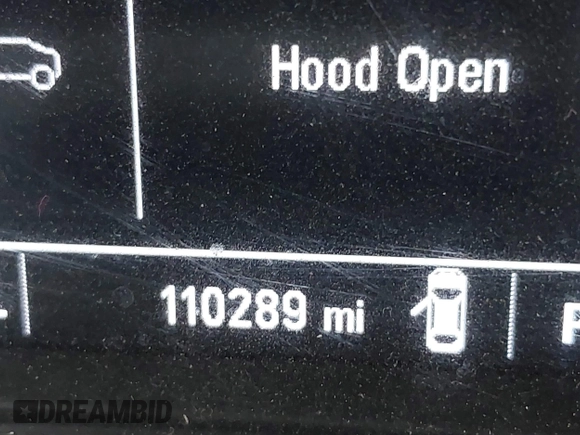 Hood Open
110289 mi
P
DREAMBID